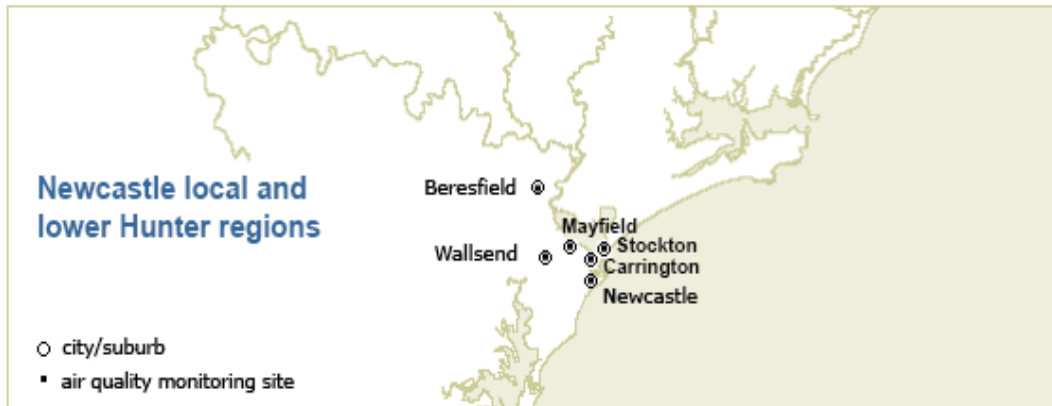 Newcastle local and
lower Hunter regions
Beresfield
Mayfield
Stockton
Wallsend
Carrington
Newcastle
city/suburb
air quality monitoring site